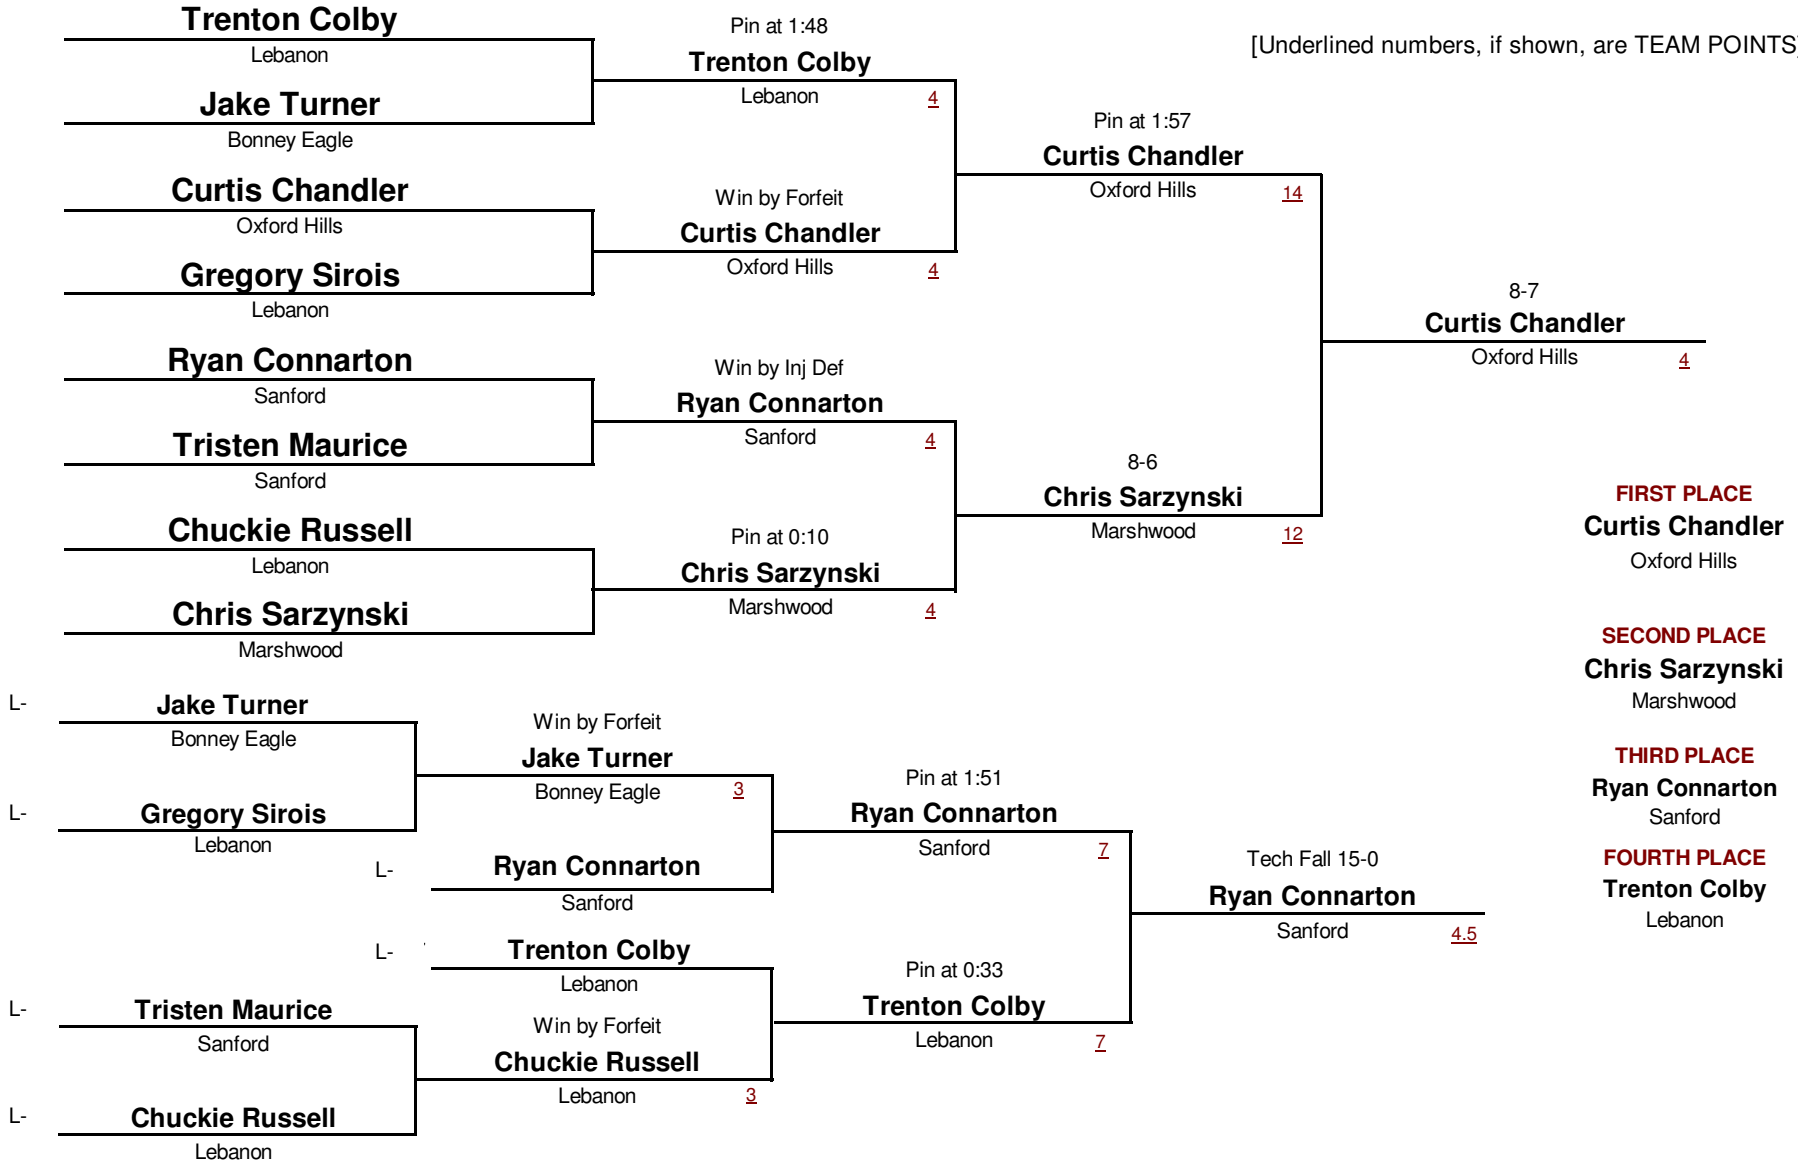 Trenton Colby
Lebanon
Jake Turner
Bonney Eagle
Curtis Chandler
Oxford Hills
Gregory Sirois
Lebanon
Ryan Connarton
Sanford
Tristen Maurice
Sanford
Chuckie Russell
Lebanon
Chris Sarzynski
Marshwood
Pin at 1:48
Trenton Colby
Lebanon 4
Win by Forfeit
Curtis Chandler
Oxford Hills 4
Win by Inj Def
Ryan Connarton
Sanford 4
Pin at 0:10
Chris Sarzynski
Marshwood 4
[Underlined numbers, if shown, are TEAM POINTS]
Pin at 1:57
Curtis Chandler
Oxford Hills 14
8-6
Chris Sarzynski
Marshwood 12
8-7
Curtis Chandler
Oxford Hills 4
FIRST PLACE
Curtis Chandler
Oxford Hills
SECOND PLACE
Chris Sarzynski
Marshwood
THIRD PLACE
Ryan Connarton
Sanford
FOURTH PLACE
Trenton Colby
Lebanon
L- Jake Turner
Bonney Eagle
L- Gregory Sirois
Lebanon
L- Tristen Maurice
Sanford
L- Chuckie Russell
Lebanon
Win by Forfeit
Jake Turner
Bonney Eagle 3
L- Ryan Connarton
Sanford
L- Trenton Colby
Lebanon
Win by Forfeit
Chuckie Russell
Lebanon 3
Pin at 1:51
Ryan Connarton
Sanford 7
Pin at 0:33
Trenton Colby
Lebanon 7
Tech Fall 15-0
Ryan Connarton
Sanford 4.5